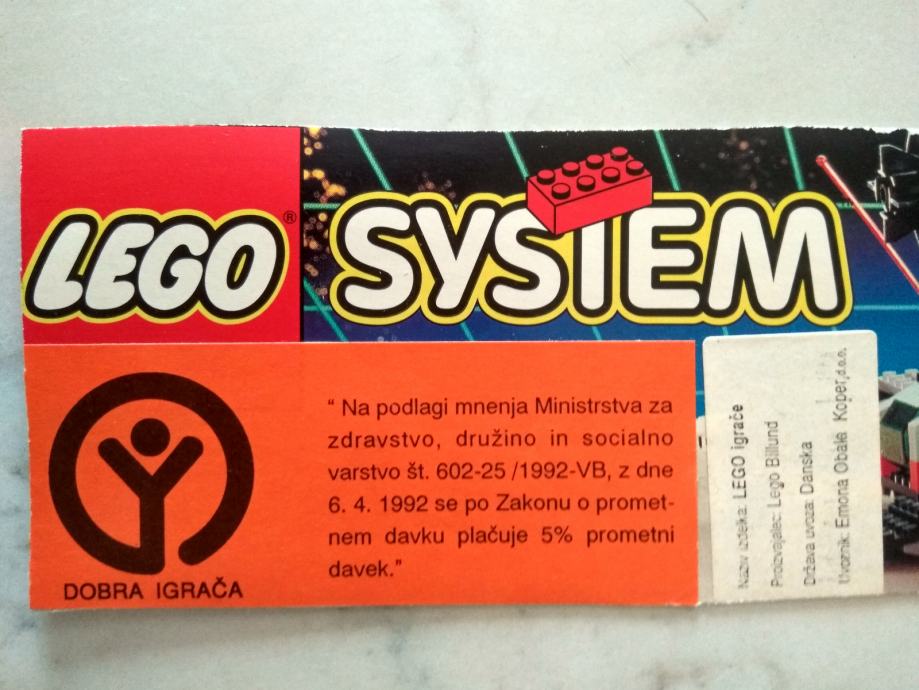 LEGO® SYSTEM
“ Na podlagi mnenja Ministrstva za
zdravstvo, družino in socialno
varstvo št. 602-25 /1992-VB, z dne
6. 4. 1992 se po Zakonu o promet-
nem davku plačuje 5% prometni
davek.”
DOBRA IGRAČA
Naziv izdelka: LEGO igrače
Proizvajalec: Lego Billund
Država uvoza: Danska
Uvoznik: Emona Obala Koper,d.o.o.